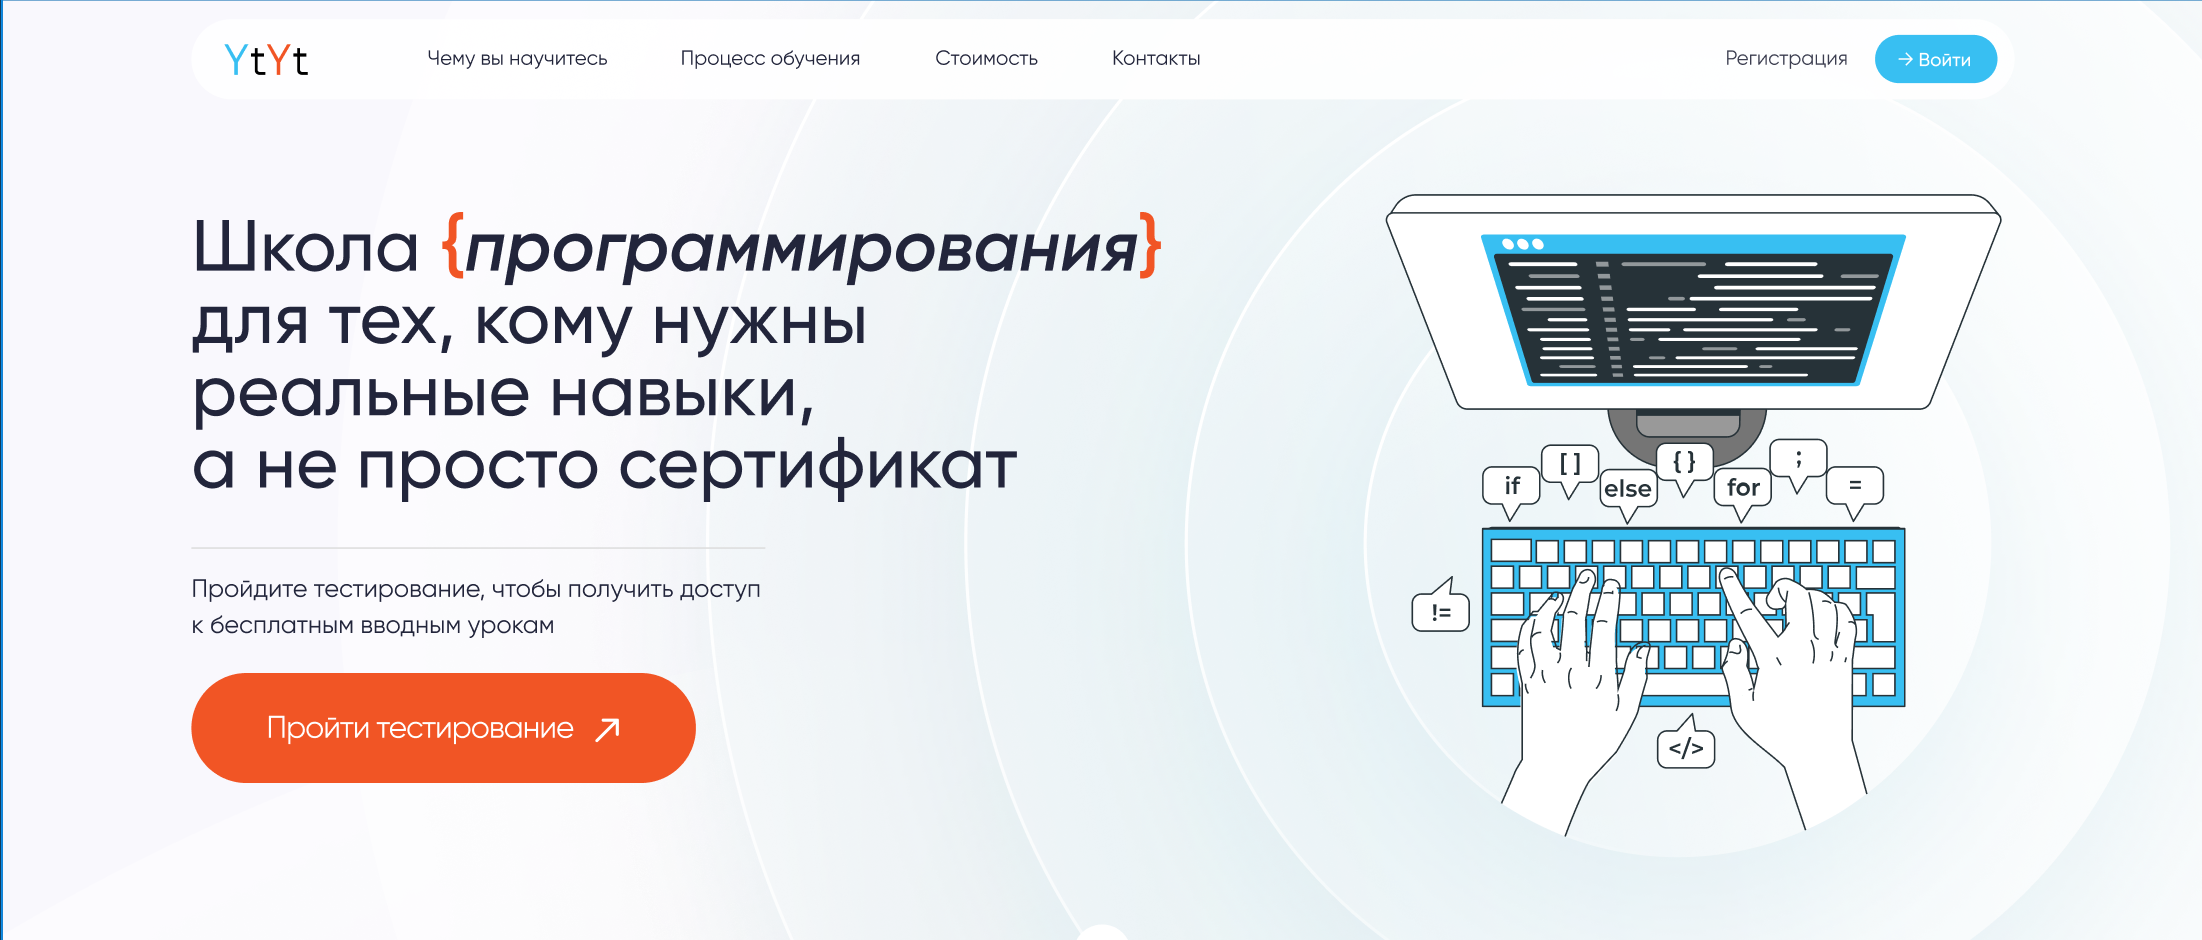 YtYt
Чему вы научитесь
Процесс обучения
Стоимость
Контакты
Регистрация
→ Войти
Школа {программирования}
для тех, кому нужны
реальные навыки,
а не просто сертификат
Пройдите тестирование, чтобы получить доступ
к бесплатным вводным урокам
Пройти тестирование ↗
if
[ ]
else
{ }
for
;
=
!=
</>